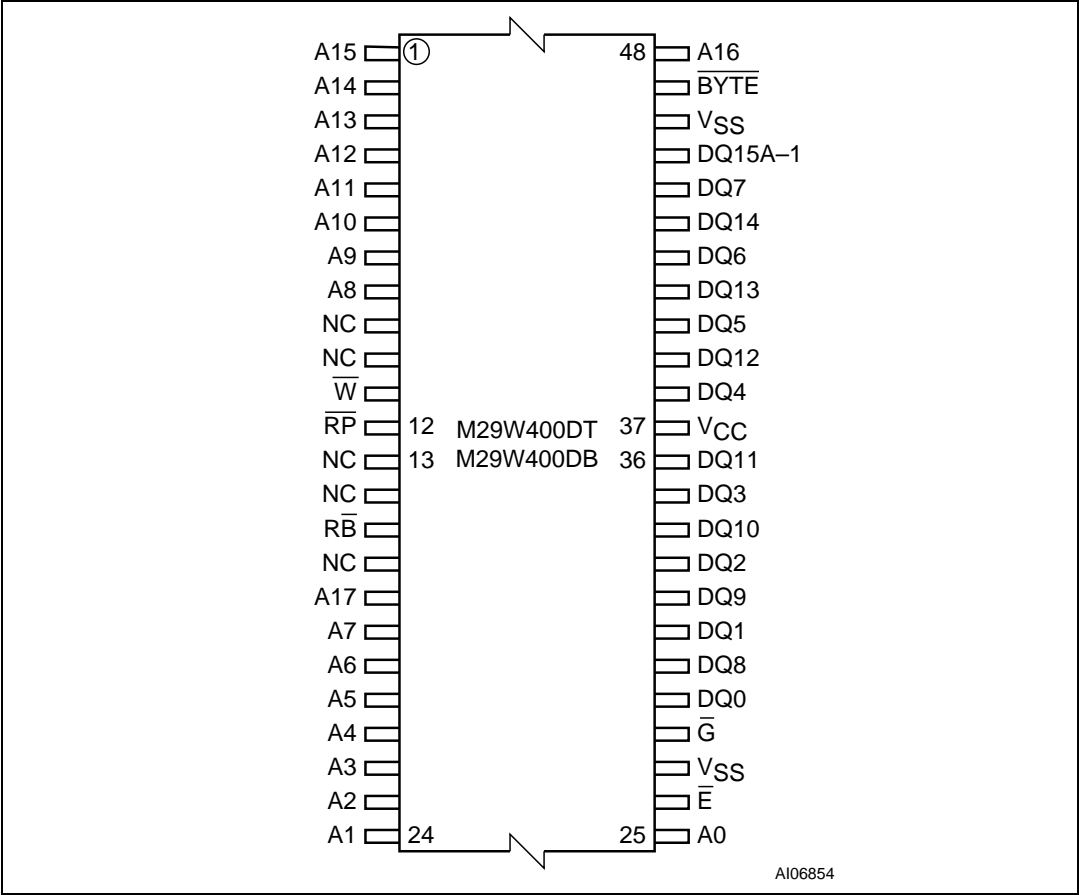 A15 ① 48 A16
A14 B̅Y̅T̅E̅
A13 VSS
A12 DQ15A–1
A11 DQ7
A10 DQ14
A9 DQ6
A8 DQ13
NC DQ5
NC DQ12
W̅ DQ4
R̅P̅ 12 M29W400DT 37 VCC
NC 13 M29W400DB 36 DQ11
NC DQ3
RB̅ DQ10
NC DQ2
A17 DQ9
A7 DQ1
A6 DQ8
A5 DQ0
A4 G̅
A3 VSS
A2 E̅
A1 24 25 A0
AI06854